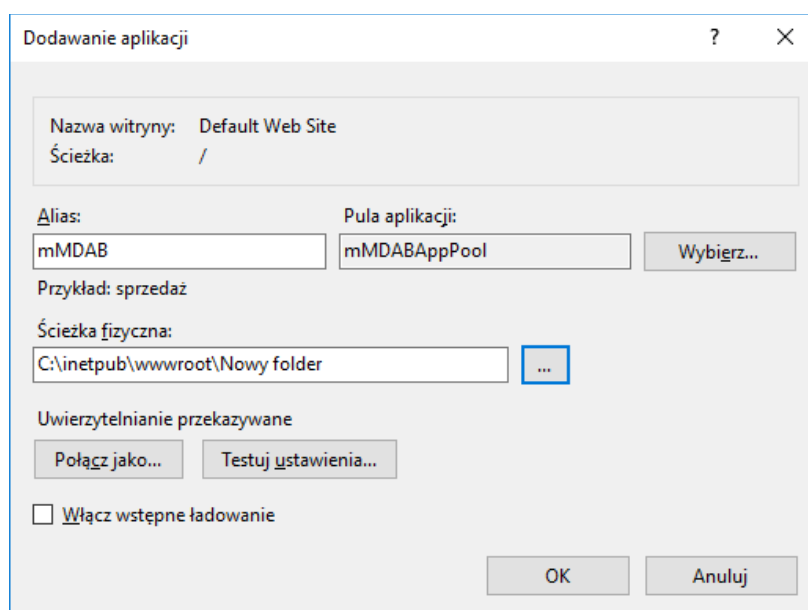 Dodawanie aplikacji ?
Nazwa witryny: Default Web Site
Ścieżka: /
Alias: Pula aplikacji:
mMDAB mMDABAppPool Wybierz...
Przykład: sprzedaż
Ścieżka fizyczna:
C:\inetpub\wwwroot\Nowy folder ...
Uwierzytelnianie przekazywane
Połącz jako... Testuj ustawienia...
Włącz wstępne ładowanie
OK Anuluj